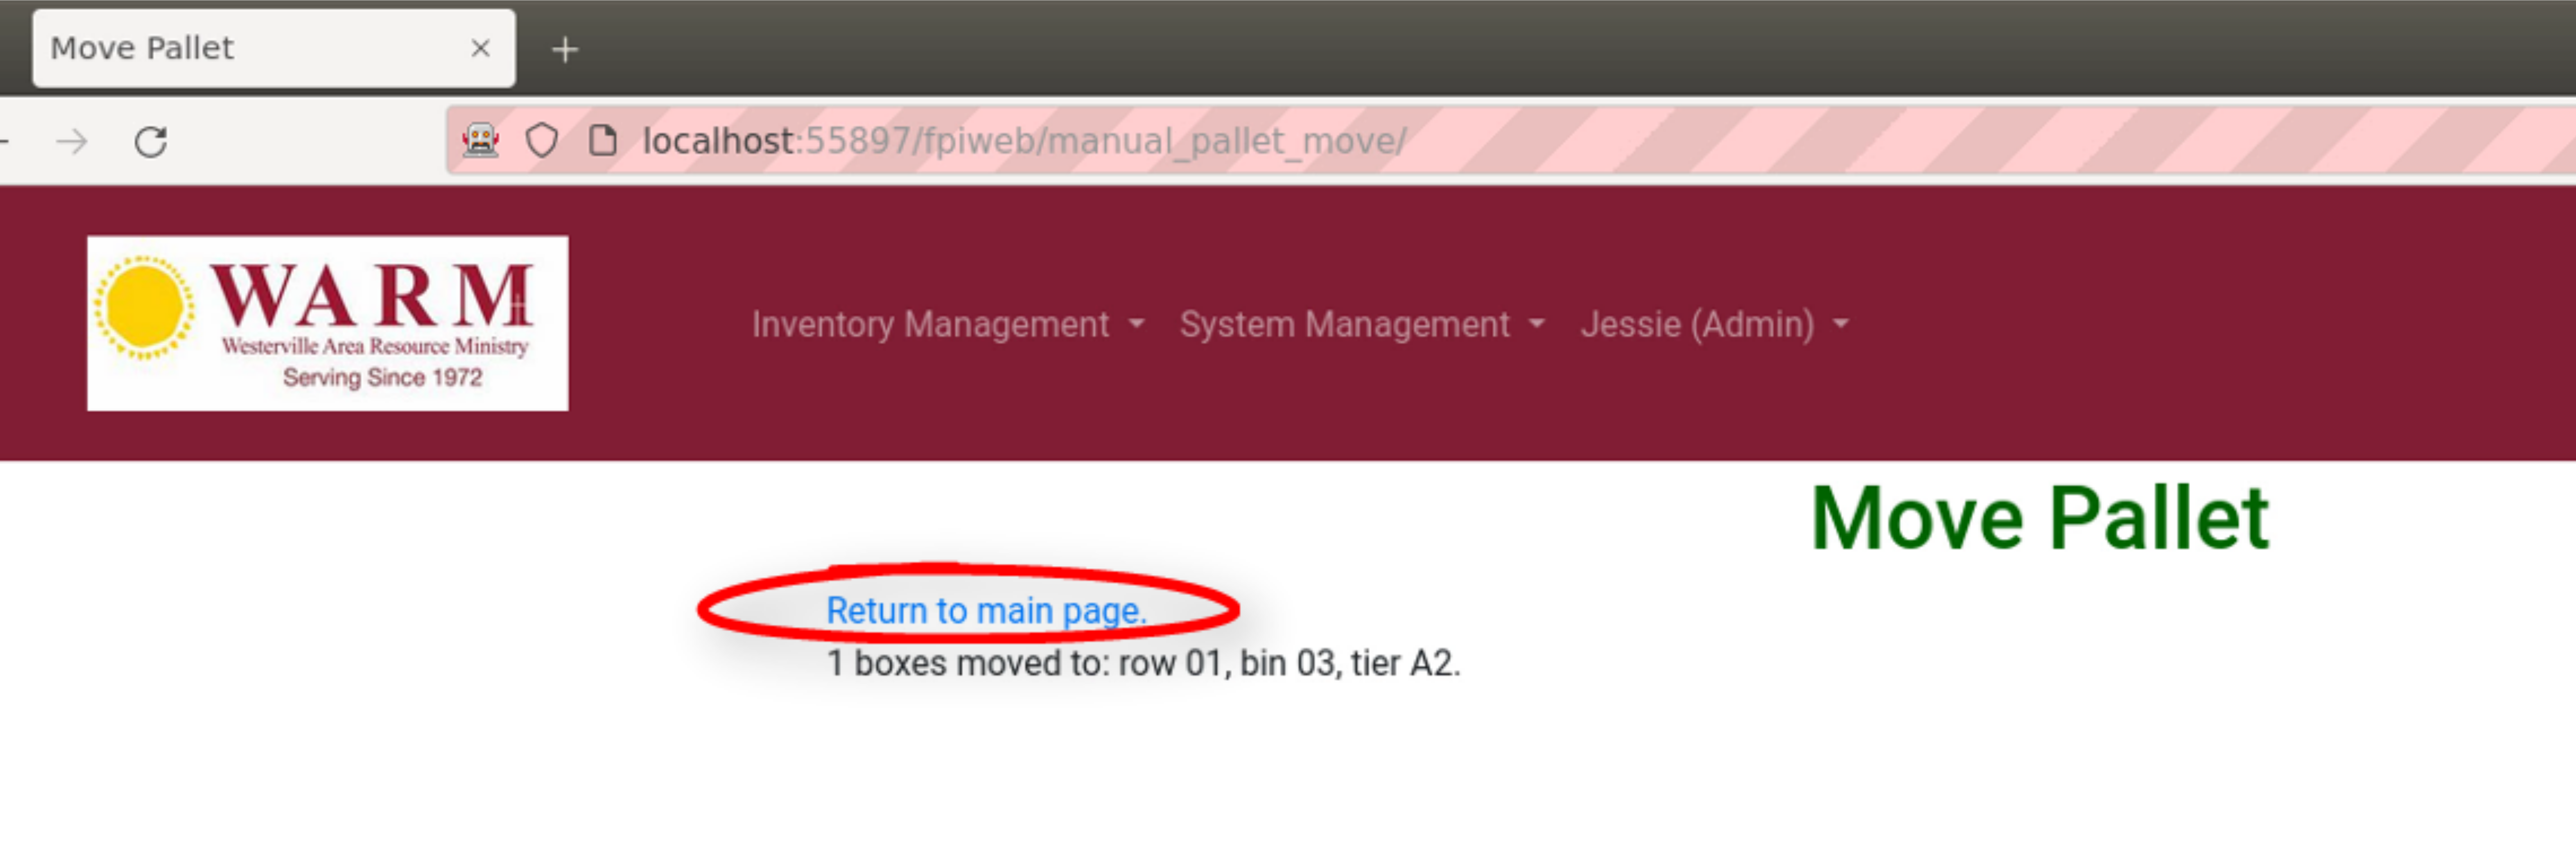 Move Pallet
localhost:55897/fpiweb/manual_pallet_move/
WARM
Westerville Area Resource Ministry
Serving Since 1972
Inventory Management System Management Jessie (Admin)
Move Pallet
Return to main page.
1 boxes moved to: row 01, bin 03, tier A2.